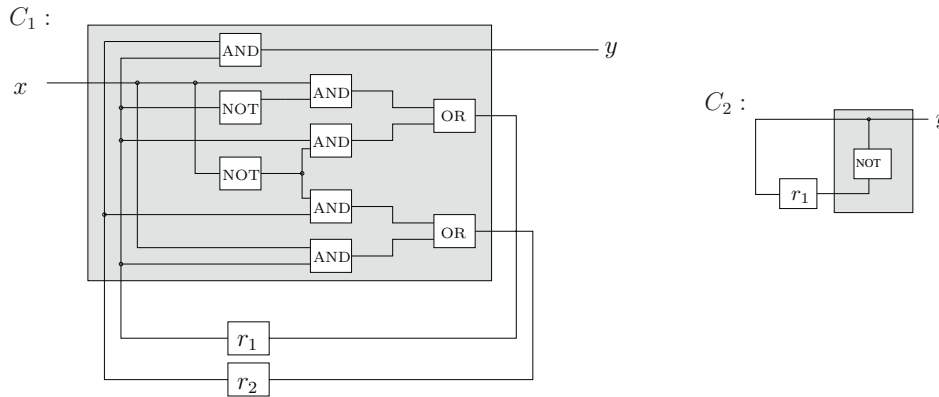 C₁ :
AND
y
x
AND
NOT
OR
AND
NOT
AND
OR
AND
r₁
r₂
C₂ :
NOT
r₁